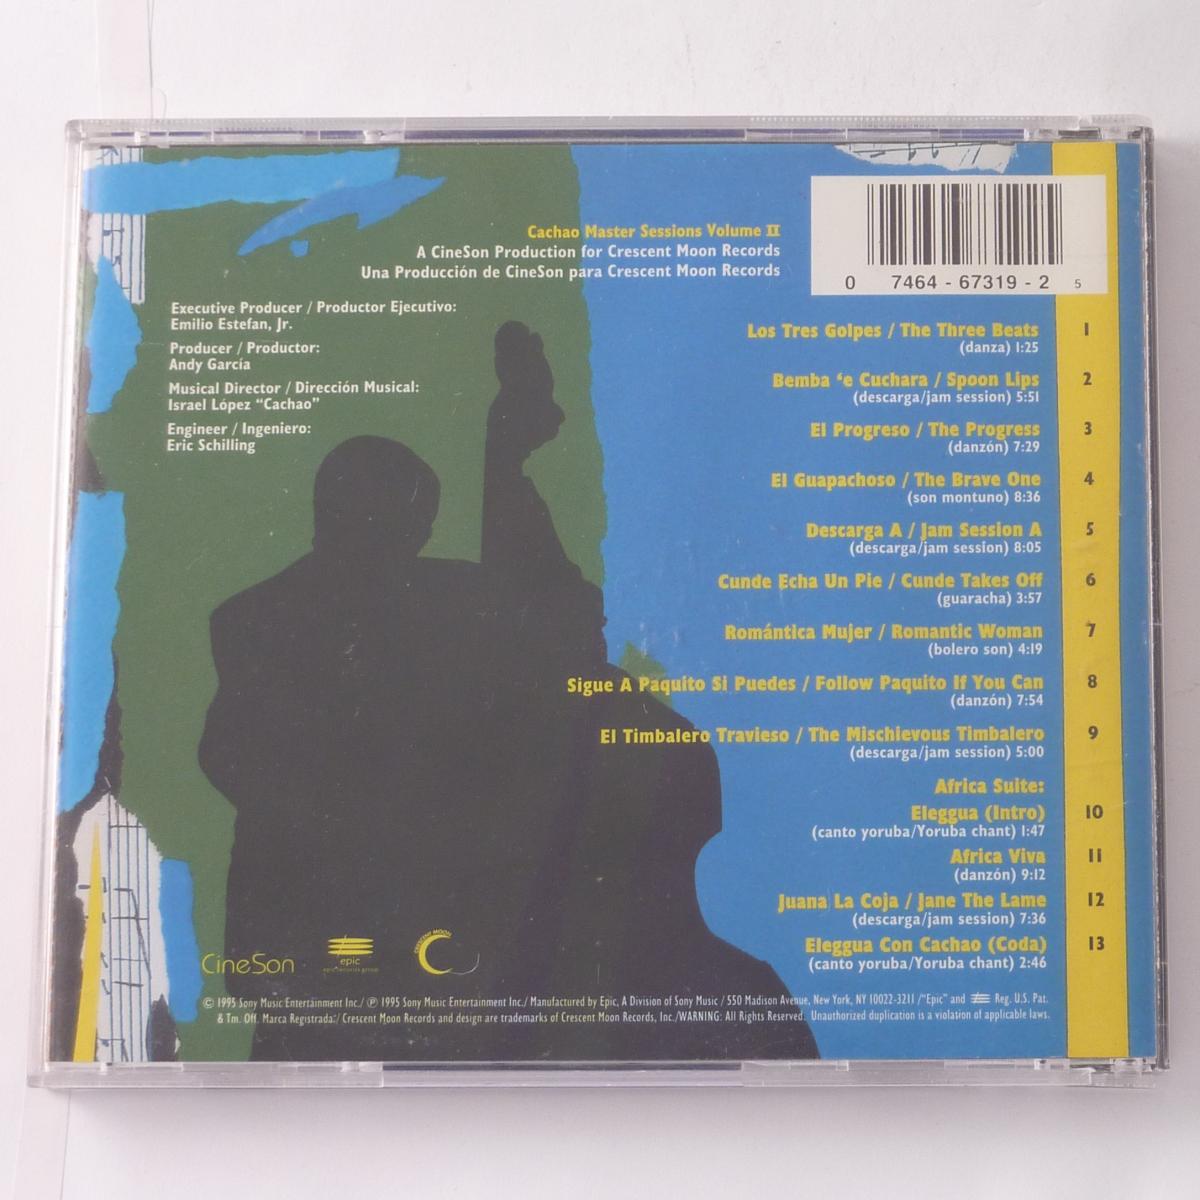 Cachao Master Sessions Volume II
A CineSon Production for Crescent Moon Records
Una Producción de CineSon para Crescent Moon Records
0 7464-67319-2 5
Executive Producer / Productor Ejecutivo:
Emilio Estefan, Jr.
Producer / Productor:
Andy García
Musical Director / Dirección Musical:
Israel López “Cachao”
Engineer / Ingeniero:
Eric Schilling
Los Tres Golpes / The Three Beats 1
(danza) 1:25
Bemba ‘e Cuchara / Spoon Lips 2
(descarga/jam session) 5:51
El Progreso / The Progress 3
(danzón) 7:29
El Guapachoso / The Brave One 4
(son montuno) 8:36
Descarga A / Jam Session A 5
(descarga/jam session) 8:05
Cunde Echa Un Pie / Cunde Takes Off 6
(guaracha) 3:57
Romántica Mujer / Romantic Woman 7
(bolero son) 4:19
Sigue A Paquito Si Puedes / Follow Paquito If You Can 8
(danzón) 7:54
El Timbalero Travieso / The Mischievous Timbalero 9
(descarga/jam session) 5:00
Africa Suite:
Eleggua (Intro) 10
(canto yoruba/Yoruba chant) 1:47
Africa Viva 11
(danzón) 9:12
Juana La Coja / Jane The Lame 12
(descarga/jam session) 7:36
Eleggua Con Cachao (Coda) 13
(canto yoruba/Yoruba chant) 2:46
CineSon
epic
epic records group
CRESCENT MOON
© 1995 Sony Music Entertainment Inc./ ℗ 1995 Sony Music Entertainment Inc./ Manufactured by Epic, A Division of Sony Music / 550 Madison Avenue, New York, NY 10022-3211 /"Epic" and Reg. U.S. Pat.
& Tm. Off. Marca Registrada./ Crescent Moon Records and design are trademarks of Crescent Moon Records, Inc./WARNING: All Rights Reserved. Unauthorized duplication is a violation of applicable laws.